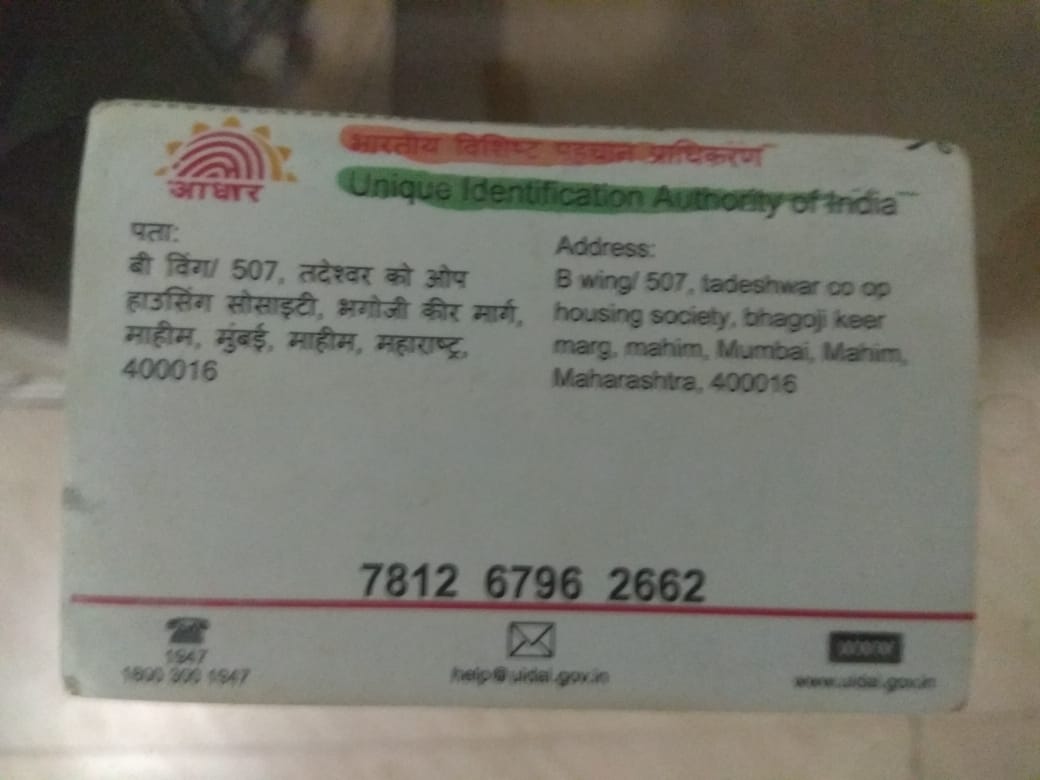 आधार
भारतीय विशिष्ट पहचान प्राधिकरण
Unique Identification Authority of India
पता:
बी विंग/ 507, तदेश्वर को ओप
हाउसिंग सोसाइटी, भगोजी कीर मार्ग,
माहीम, मुंबई, माहीम, महाराष्ट्र,
400016
Address:
B wing/ 507, tadeshwar co op
housing society, bhagoji keer
marg, mahim, Mumbai, Mahim,
Maharashtra, 400016
7812 6796 2662
1947
1800 300 1947
help@uidai.gov.in
www.uidai.gov.in